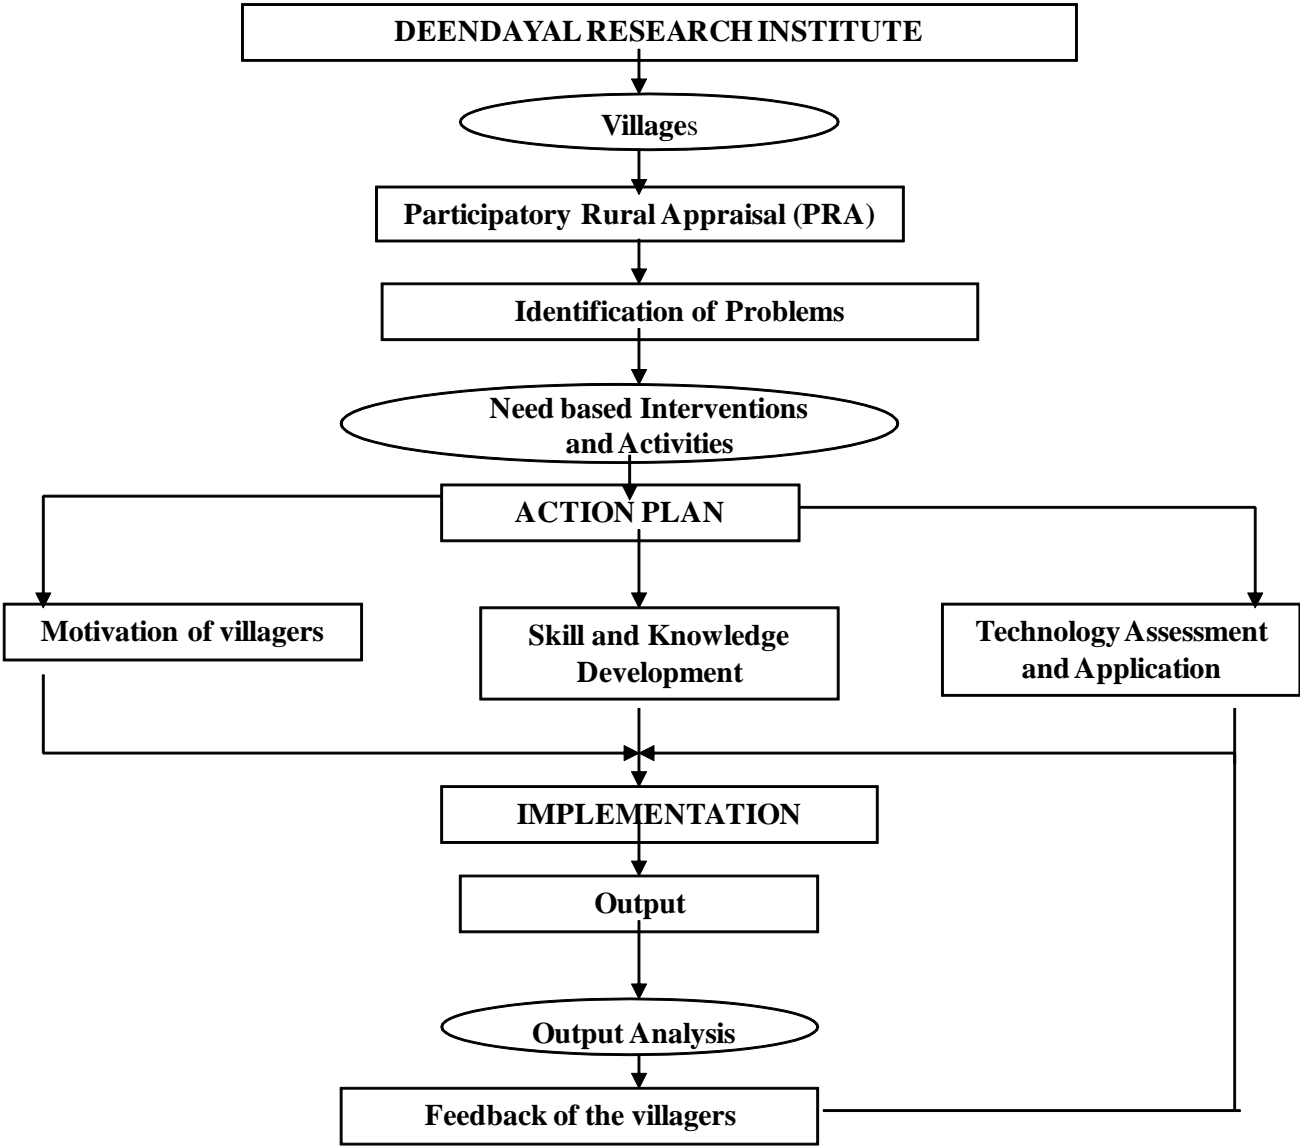 DEENDAYAL RESEARCH INSTITUTE
Villages
Participatory Rural Appraisal (PRA)
Identification of Problems
Need based Interventions
and Activities
ACTION PLAN
Motivation of villagers
Skill and Knowledge
Development
Technology Assessment
and Application
IMPLEMENTATION
Output
Output Analysis
Feedback of the villagers